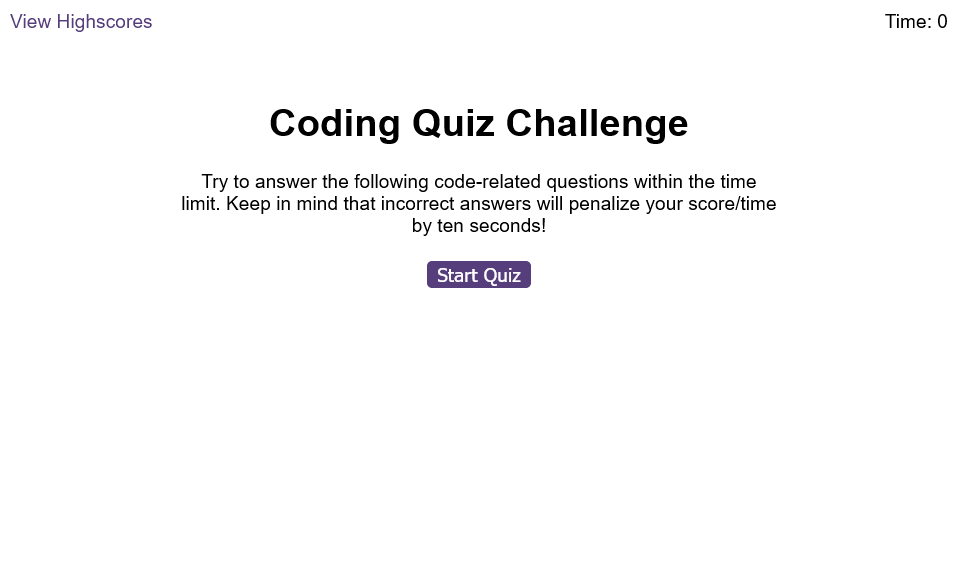 View Highscores
Time: 0
Coding Quiz Challenge
Try to answer the following code-related questions within the time
limit. Keep in mind that incorrect answers will penalize your score/time
by ten seconds!
Start Quiz